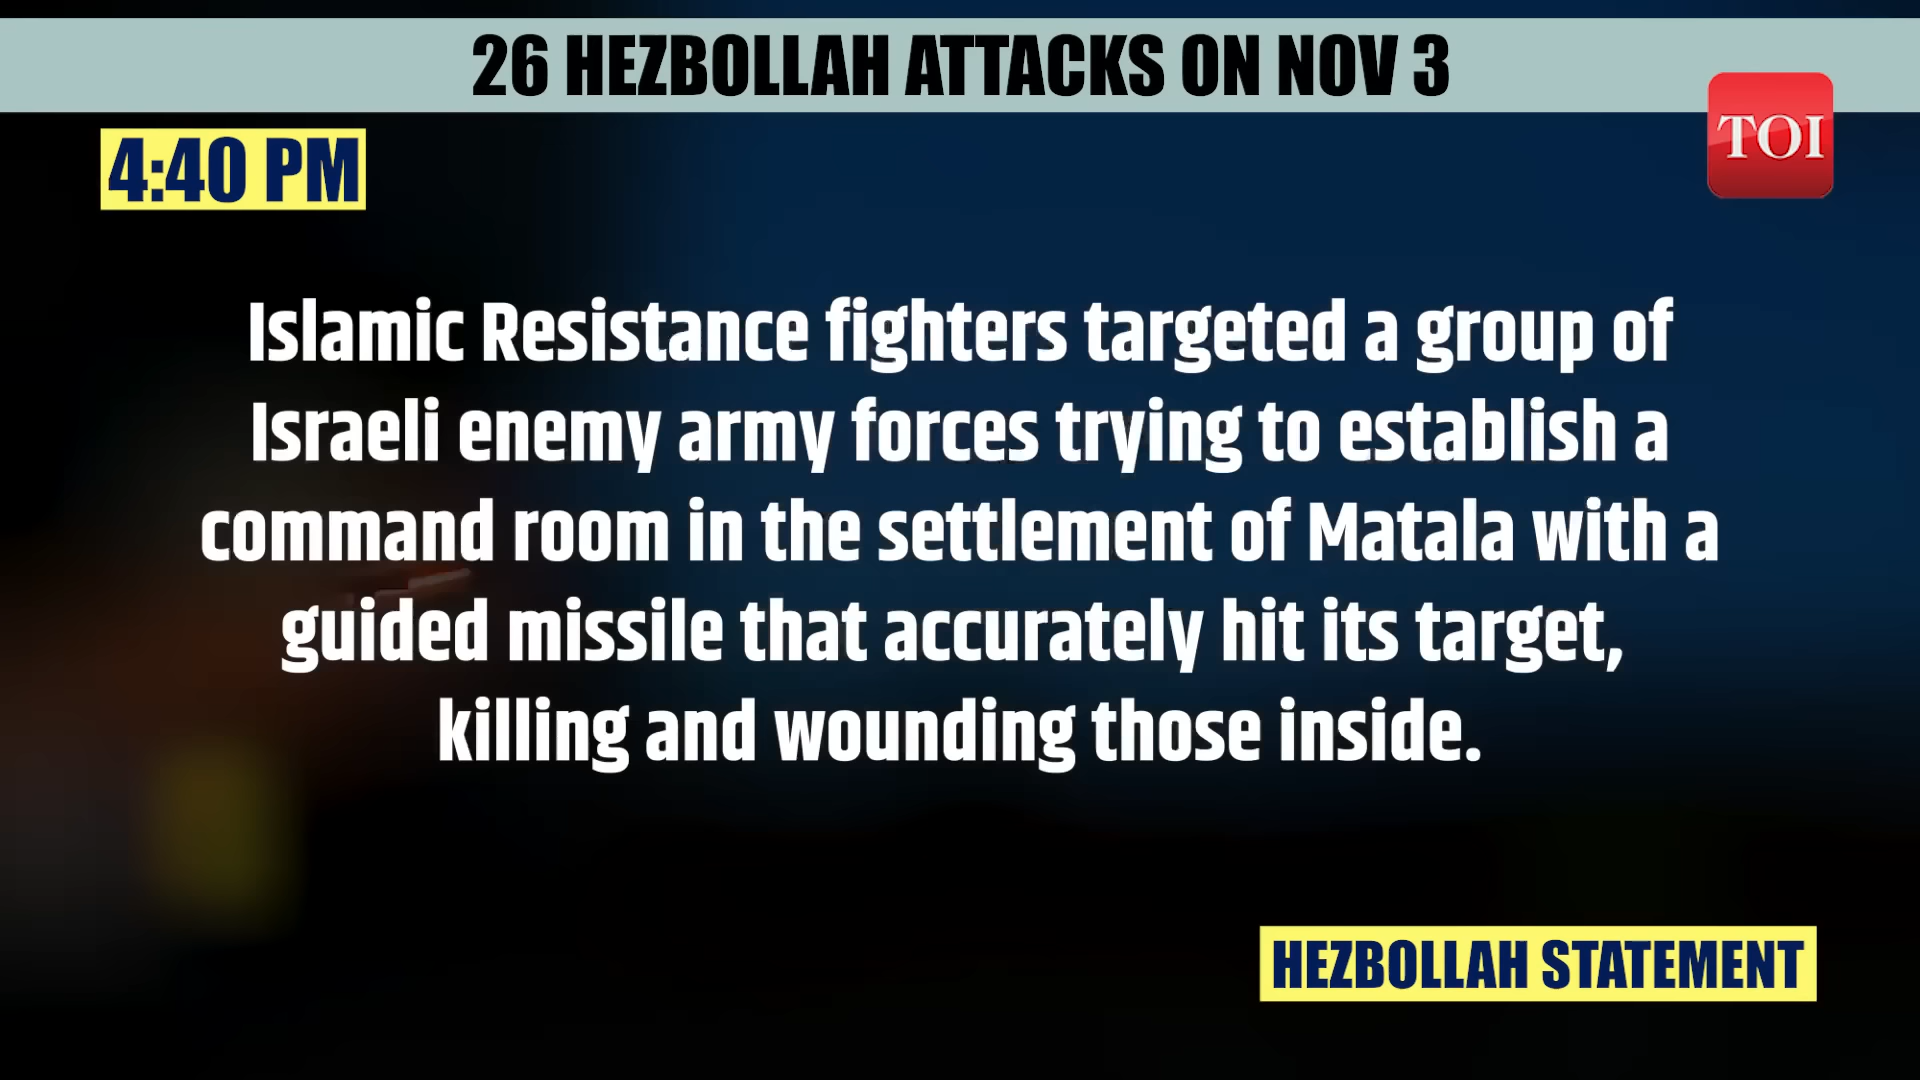 26 HEZBOLLAH ATTACKS ON NOV 3
TOI
4:40 PM
Islamic Resistance fighters targeted a group of
Israeli enemy army forces trying to establish a
command room in the settlement of Matala with a
guided missile that accurately hit its target,
killing and wounding those inside.
HEZBOLLAH STATEMENT